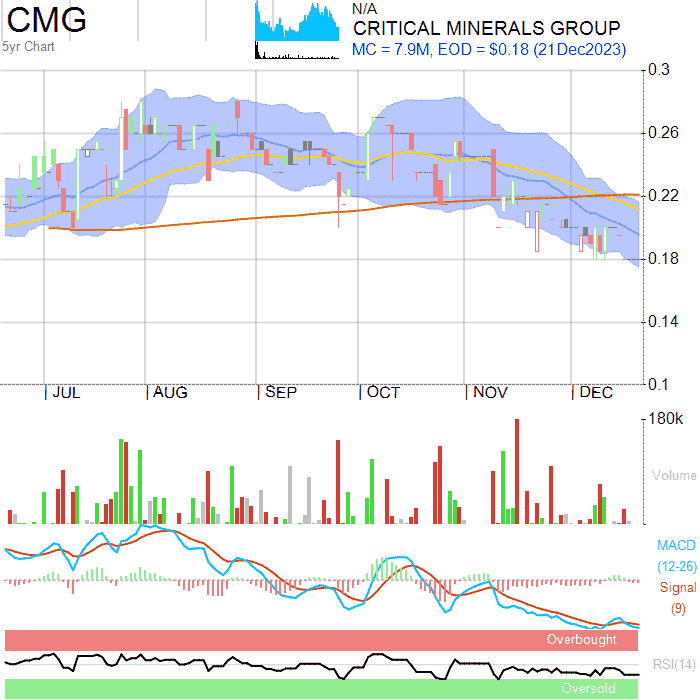 CMG
5yr Chart
N/A
CRITICAL MINERALS GROUP
MC = 7.9M, EOD = $0.18 (21Dec2023)
0.3
0.26
0.22
0.18
0.14
0.1
JUL AUG SEP OCT NOV DEC
180k
Volume
MACD
(12-26)
Signal
(9)
Overbought
RSI(14)
Oversold